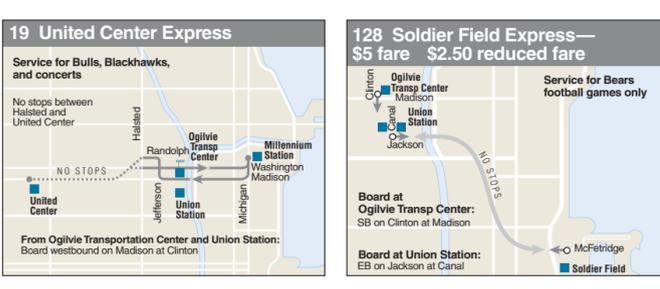 19 United Center Express
Service for Bulls, Blackhawks,
and concerts
No stops between
Halsted and
United Center
Halsted
Randolph
Ogilvie
Transp
Center
Millennium
Station
Washington
Madison
NO STOPS
United
Center
Jefferson
Union
Station
Michigan
From Ogilvie Transportation Center and Union Station:
Board westbound on Madison at Clinton
128 Soldier Field Express—
$5 fare $2.50 reduced fare
Clinton
Ogilvie
Transp Center
Madison
Service for Bears
football games only
Canal
Union
Station
Jackson
NO STOPS
Board at
Ogilvie Transp Center:
SB on Clinton at Madison
Board at Union Station:
EB on Jackson at Canal
McFetridge
Soldier Field